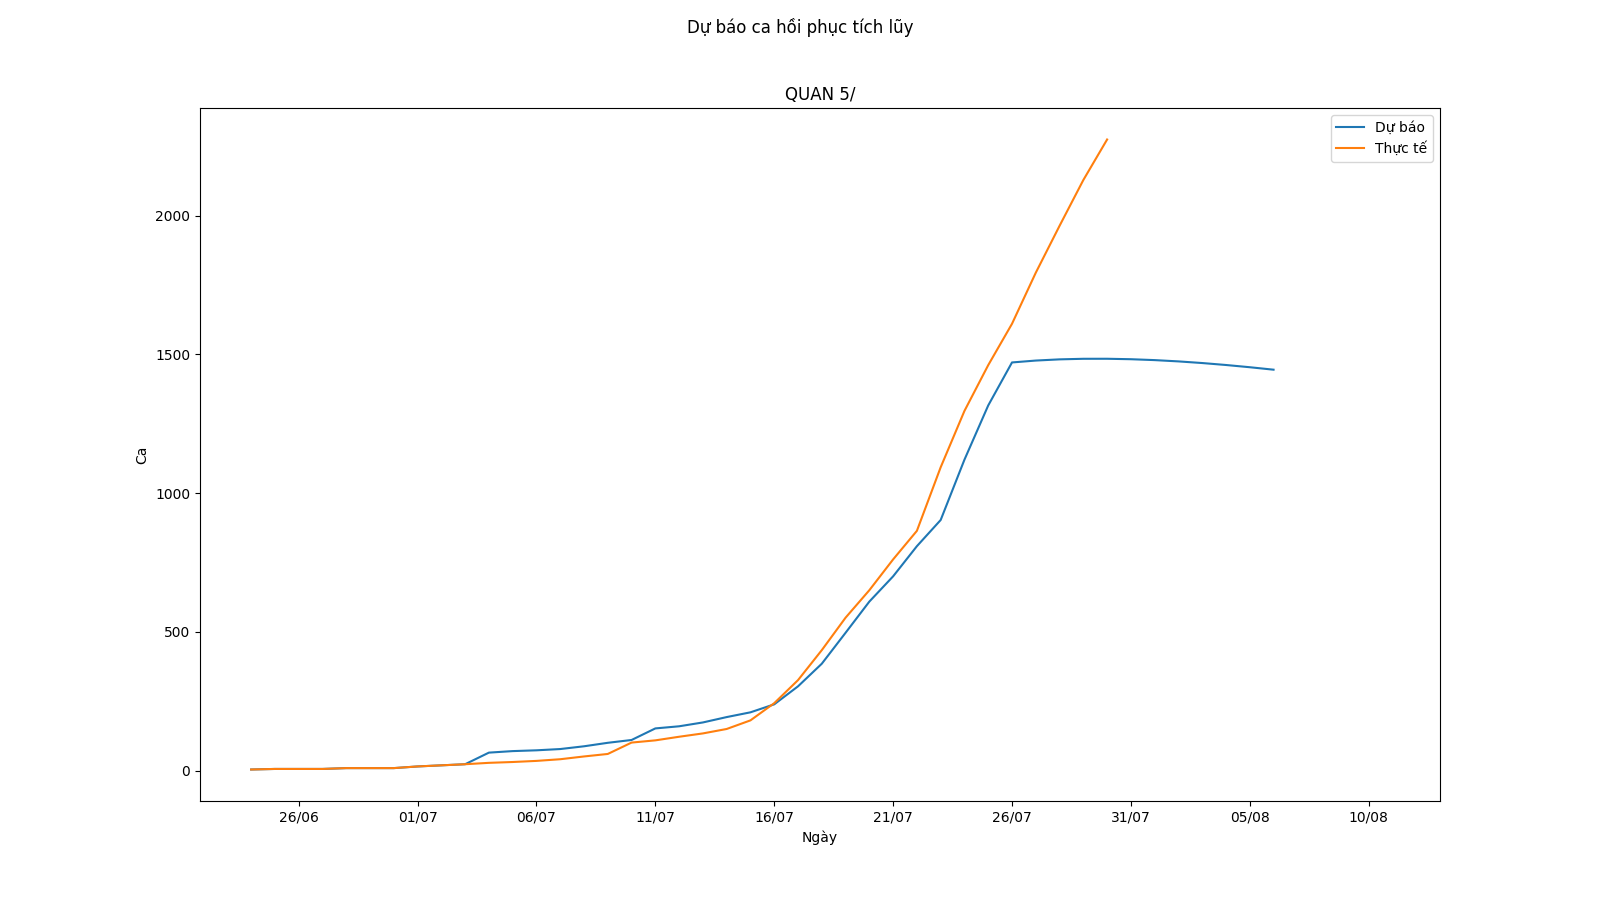 Dự báo ca hồi phục tích lũy
QUAN 5/
Dự báo
Thực tế
2000
1500
1000
500
0
Ca
26/06
01/07
06/07
11/07
16/07
21/07
26/07
31/07
05/08
10/08
Ngày